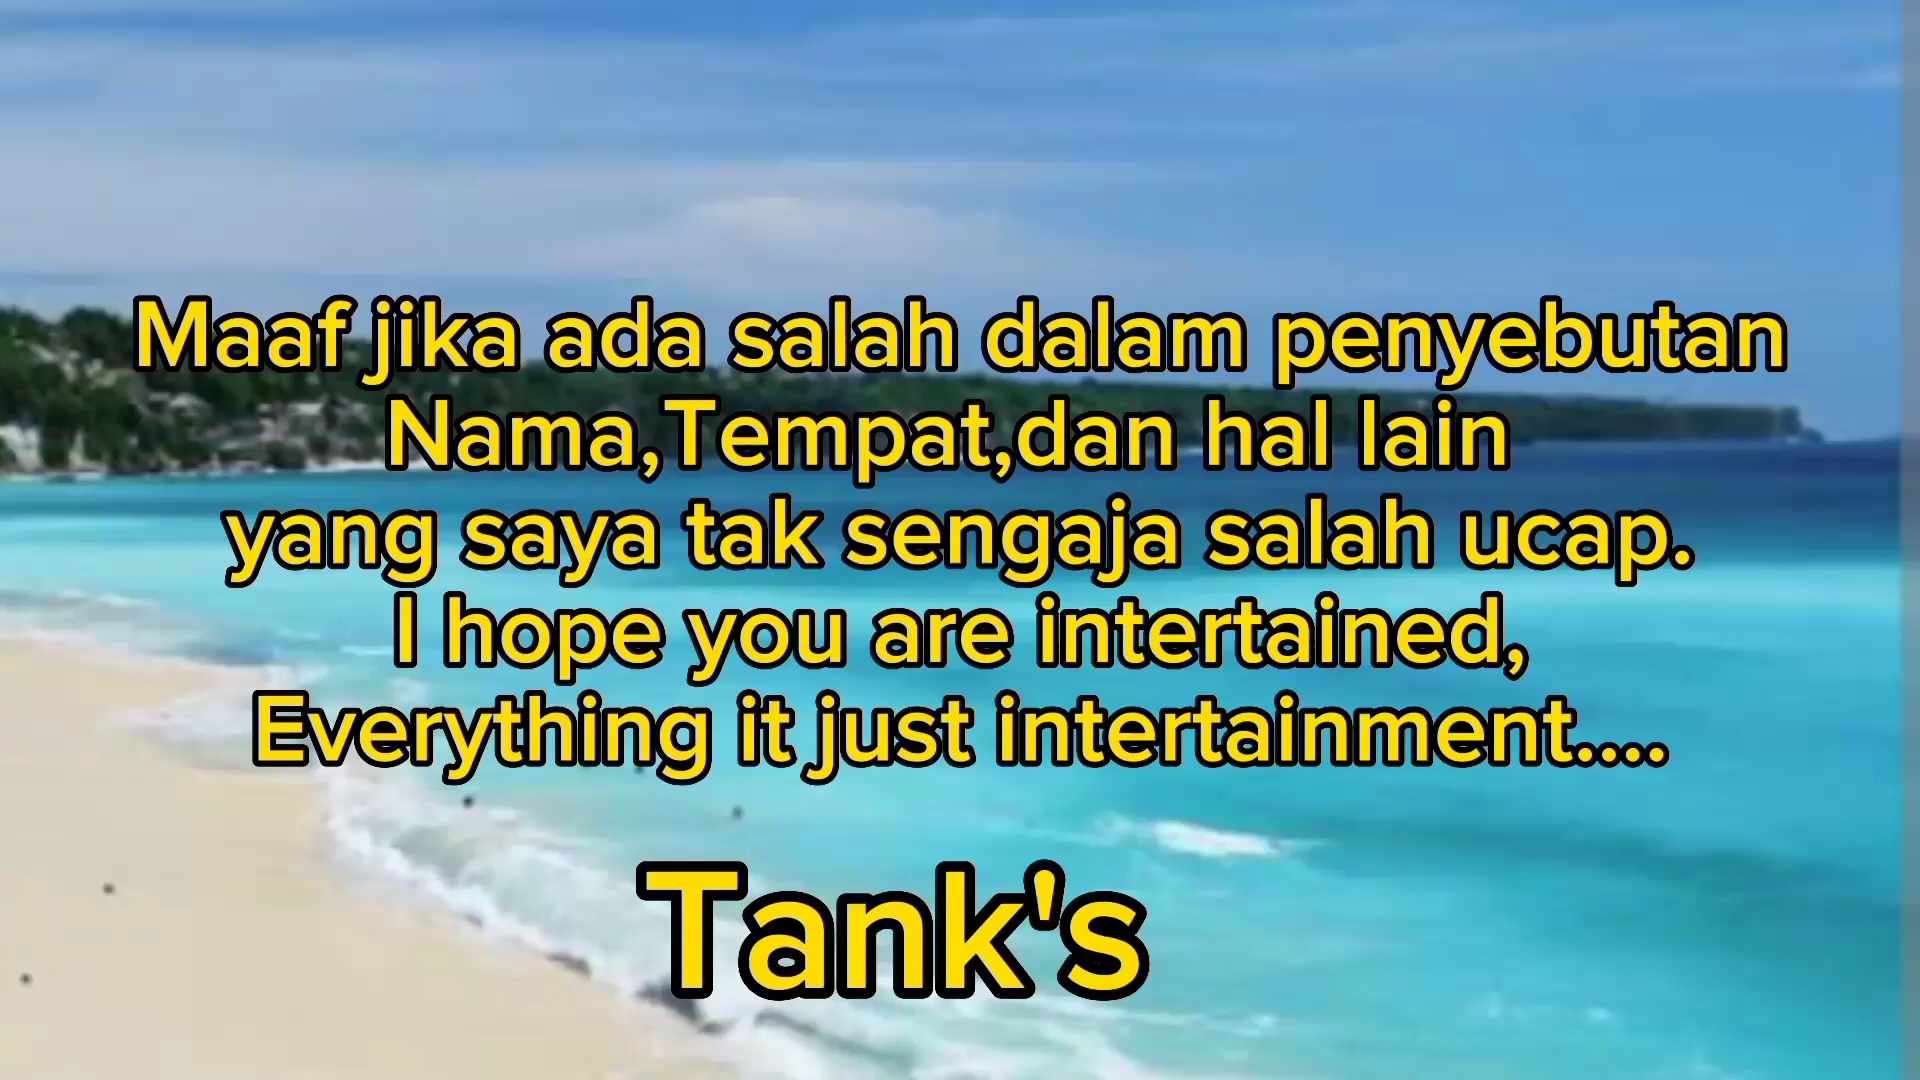 Maaf jika ada salah dalam penyebutan
Nama,Tempat,dan hal lain
yang saya tak sengaja salah ucap.
I hope you are intertained,
Everything it just intertainment....
Tank's